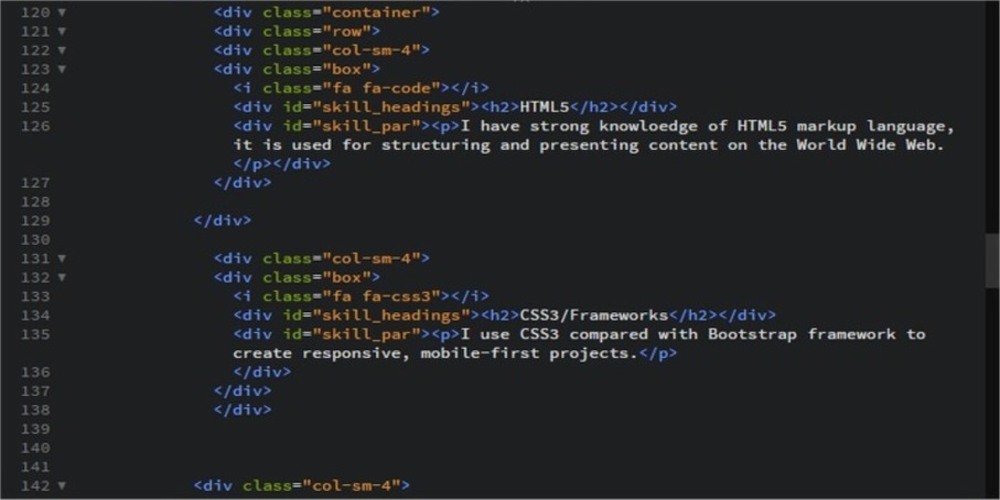 120 <div class="container">
121 <div class="row">
122 <div class="col-sm-4">
123 <div class="box">
124 <i class="fa fa-code"></i>
125 <div id="skill_headings"><h2>HTML5</h2></div>
126 <div id="skill_par"><p>I have strong knowloedge of HTML5 markup language,
it is used for structuring and presenting content on the World Wide Web.
</p></div>
127 </div>
128
129 </div>
130
131 <div class="col-sm-4">
132 <div class="box">
133 <i class="fa fa-css3"></i>
134 <div id="skill_headings"><h2>CSS3/Frameworks</h2></div>
135 <div id="skill_par"><p>I use CSS3 compared with Bootstrap framework to
create responsive, mobile-first projects.</p>
136 </div>
137 </div>
138 </div>
139
140
141
142 <div class="col-sm-4">